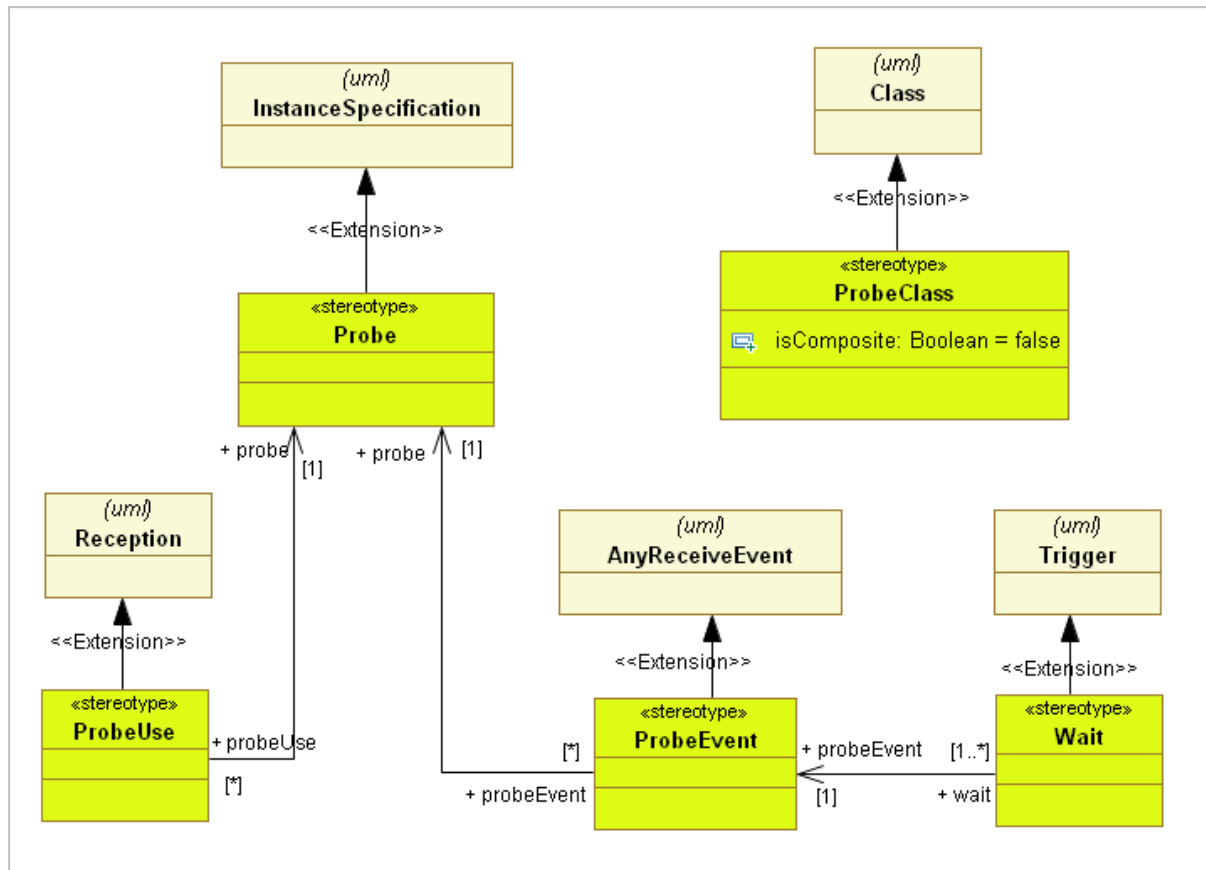 (uml)
InstanceSpecification
(uml)
Class
<<Extension>>
<<Extension>>
«stereotype»
Probe
«stereotype»
ProbeClass
isComposite: Boolean = false
+ probe
[1]
+ probe
[1]
(uml)
Reception
(uml)
AnyReceiveEvent
(uml)
Trigger
<<Extension>>
<<Extension>>
<<Extension>>
«stereotype»
ProbeUse
+ probeUse
[*]
«stereotype»
ProbeEvent
[*]
+ probeEvent
+ probeEvent
[1]
[1..*]
+ wait
«stereotype»
Wait